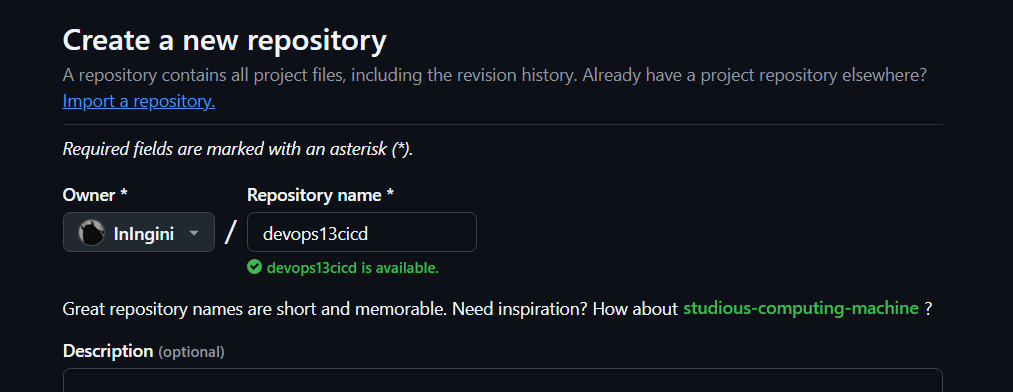 Create a new repository
A repository contains all project files, including the revision history. Already have a project repository elsewhere?
Import a repository.
Required fields are marked with an asterisk (*).
Owner *
Repository name *
InIngini
/
devops13cicd
devops13cicd is available.
Great repository names are short and memorable. Need inspiration? How about studious-computing-machine ?
Description (optional)